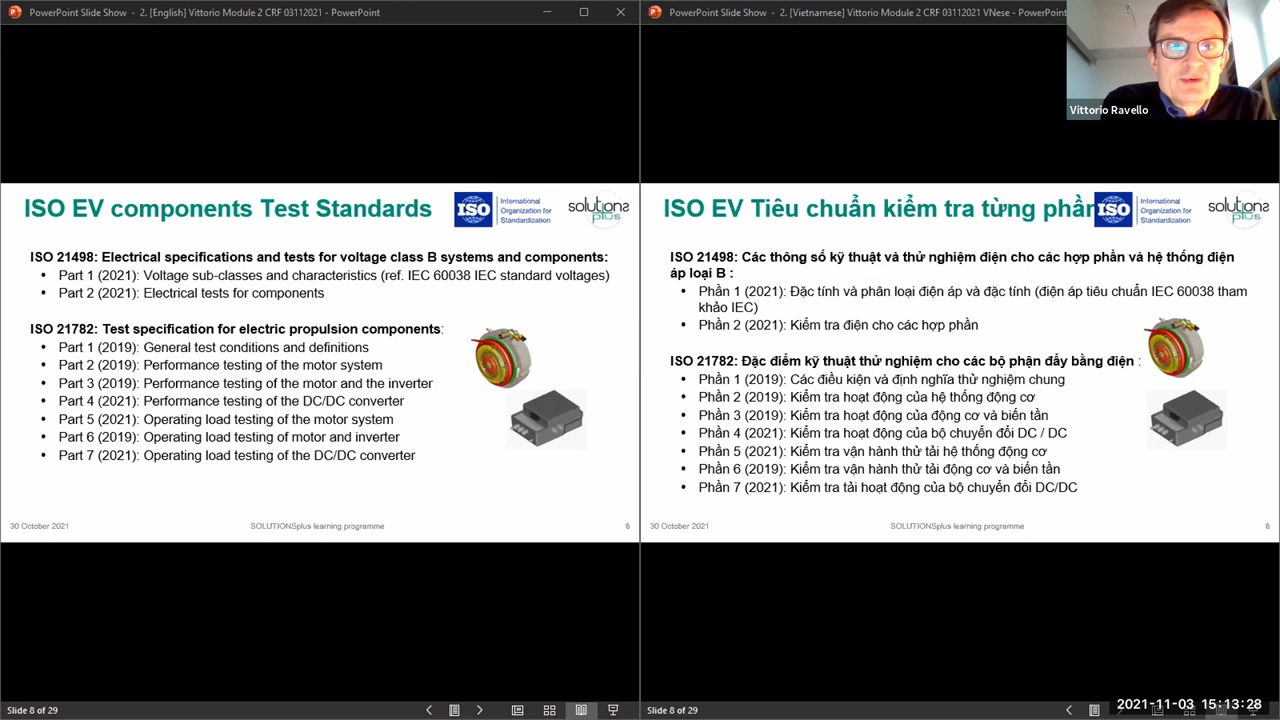 PowerPoint Slide Show - 2. [English] Vittorio Module 2 CRF 03112021 - PowerPoint
PowerPoint Slide Show - 2. [Vietnamese] Vittorio Module 2 CRF 03112021 VNese - PowerPoint
Vittorio Ravello
ISO EV components Test Standards
ISO
International
Organization for
Standardization
solutions
plus
ISO 21498: Electrical specifications and tests for voltage class B systems and components:
• Part 1 (2021): Voltage sub-classes and characteristics (ref. IEC 60038 IEC standard voltages)
• Part 2 (2021): Electrical tests for components
ISO 21782: Test specification for electric propulsion components:
• Part 1 (2019): General test conditions and definitions
• Part 2 (2019): Performance testing of the motor system
• Part 3 (2019): Performance testing of the motor and the inverter
• Part 4 (2021): Performance testing of the DC/DC converter
• Part 5 (2021): Operating load testing of the motor system
• Part 6 (2019): Operating load testing of motor and inverter
• Part 7 (2021): Operating load testing of the DC/DC converter
30 October 2021
SOLUTIONSplus learning programme
8
ISO EV Tiêu chuẩn kiểm tra từng phần
ISO
International
Organization for
Standardization
solutions
plus
ISO 21498: Các thông số kỹ thuật và thử nghiệm điện cho các hợp phần và hệ thống điện
áp loại B :
• Phần 1 (2021): Đặc tính và phân loại điện áp và đặc tính (điện áp tiêu chuẩn IEC 60038 tham
khảo IEC)
• Phần 2 (2021): Kiểm tra điện cho các hợp phần
ISO 21782: Đặc điểm kỹ thuật thử nghiệm cho các bộ phận đẩy bằng điện :
• Phần 1 (2019): Các điều kiện và định nghĩa thử nghiệm chung
• Phần 2 (2019): Kiểm tra hoạt động của hệ thống động cơ
• Phần 3 (2019): Kiểm tra hoạt động của động cơ và biến tần
• Phần 4 (2021): Kiểm tra hoạt động của bộ chuyển đổi DC / DC
• Phần 5 (2021): Kiểm tra vận hành thử tải hệ thống động cơ
• Phần 6 (2019): Kiểm tra vận hành thử tải động cơ và biến tần
• Phần 7 (2021): Kiểm tra tải hoạt động của bộ chuyển đổi DC/DC
30 October 2021
SOLUTIONSplus learning programme
8
Slide 8 of 29
Slide 8 of 29
2021-11-03 15:13:28